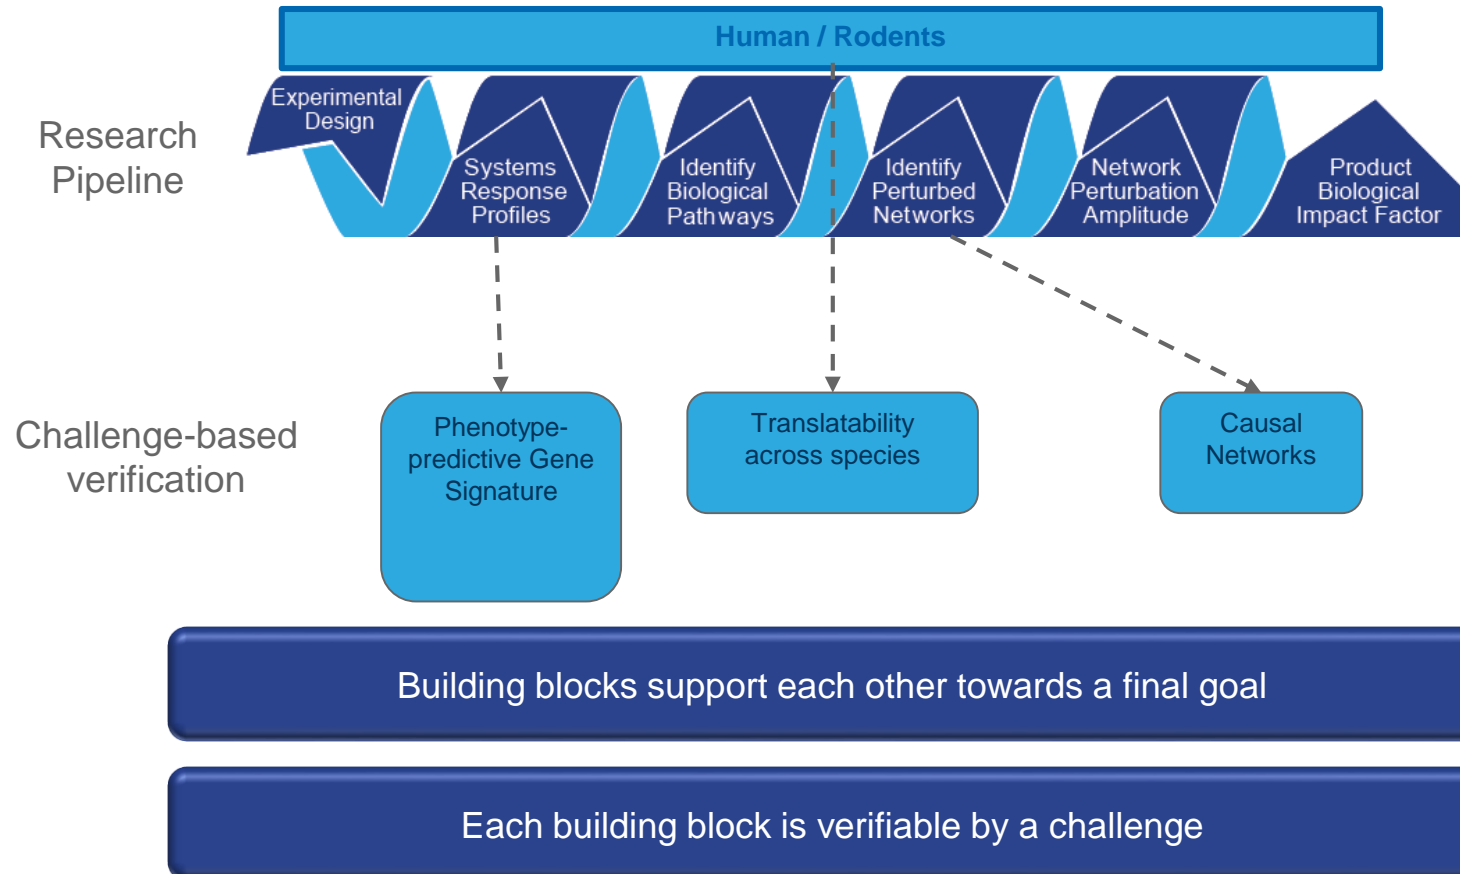 Human / Rodents
Research
Pipeline
Experimental
Design
Systems
Response
Profiles
Identify
Biological
Pathways
Identify
Perturbed
Networks
Network
Perturbation
Amplitude
Product
Biological
Impact Factor
Challenge-based
verification
Phenotype-
predictive Gene
Signature
Translatability
across species
Causal
Networks
Building blocks support each other towards a final goal
Each building block is verifiable by a challenge